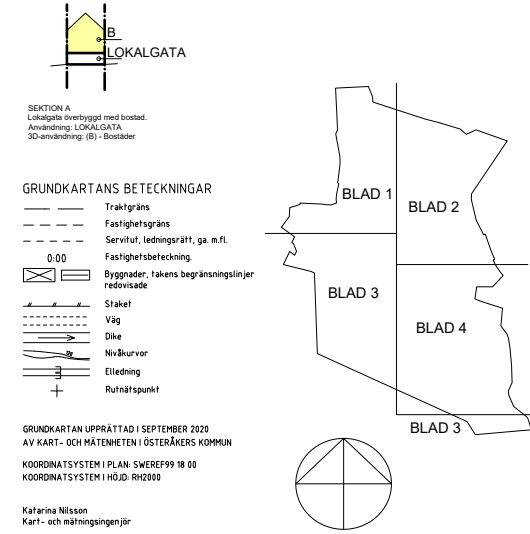 B
LOKALGATA
SEKTION A
Lokalgata överbyggd med bostad.
Användning: LOKALGATA
3D-användning: (B) - Bostäder
GRUNDKARTANS BETECKNINGAR
Traktgräns
Fastighetsgräns
Servitut, ledningsrätt, ga. m.fl.
0:00 Fastighetsbeteckning.
Byggnader, takens begränsningslinjer
redovisade
Staket
Väg
Dike
Nivåkurvor
Elledning
Rutnätspunkt
GRUNDKARTAN UPPRÄTTAD I SEPTEMBER 2020
AV KART- OCH MÄTENHETEN I ÖSTERÅKERS KOMMUN
KOORDINATSYSTEM I PLAN: SWEREF99 18 00
KOORDINATSYSTEM I HÖJD: RH2000
Katarina Nilsson
Kart- och mätningsingenjör
BLAD 1
BLAD 2
BLAD 3
BLAD 4
BLAD 3